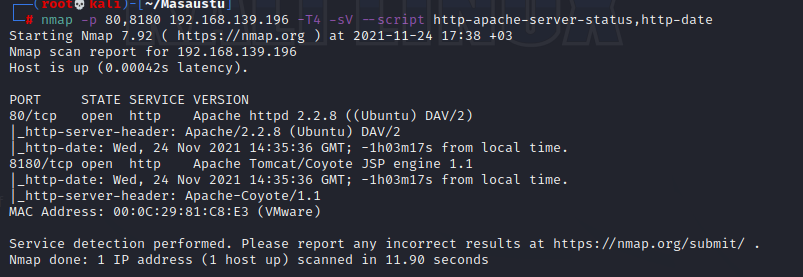 (root💀kali)-[~/Masaustu]
# nmap -p 80,8180 192.168.139.196 -T4 -sV --script http-apache-server-status,http-date
Starting Nmap 7.92 ( https://nmap.org ) at 2021-11-24 17:38 +03
Nmap scan report for 192.168.139.196
Host is up (0.00042s latency).

PORT     STATE SERVICE VERSION
80/tcp   open  http    Apache httpd 2.2.8 ((Ubuntu) DAV/2)
|_http-server-header: Apache/2.2.8 (Ubuntu) DAV/2
|_http-date: Wed, 24 Nov 2021 14:35:36 GMT; -1h03m17s from local time.
8180/tcp open  http    Apache Tomcat/Coyote JSP engine 1.1
|_http-date: Wed, 24 Nov 2021 14:35:36 GMT; -1h03m17s from local time.
|_http-server-header: Apache-Coyote/1.1
MAC Address: 00:0C:29:81:C8:E3 (VMware)

Service detection performed. Please report any incorrect results at https://nmap.org/submit/ .
Nmap done: 1 IP address (1 host up) scanned in 11.90 seconds